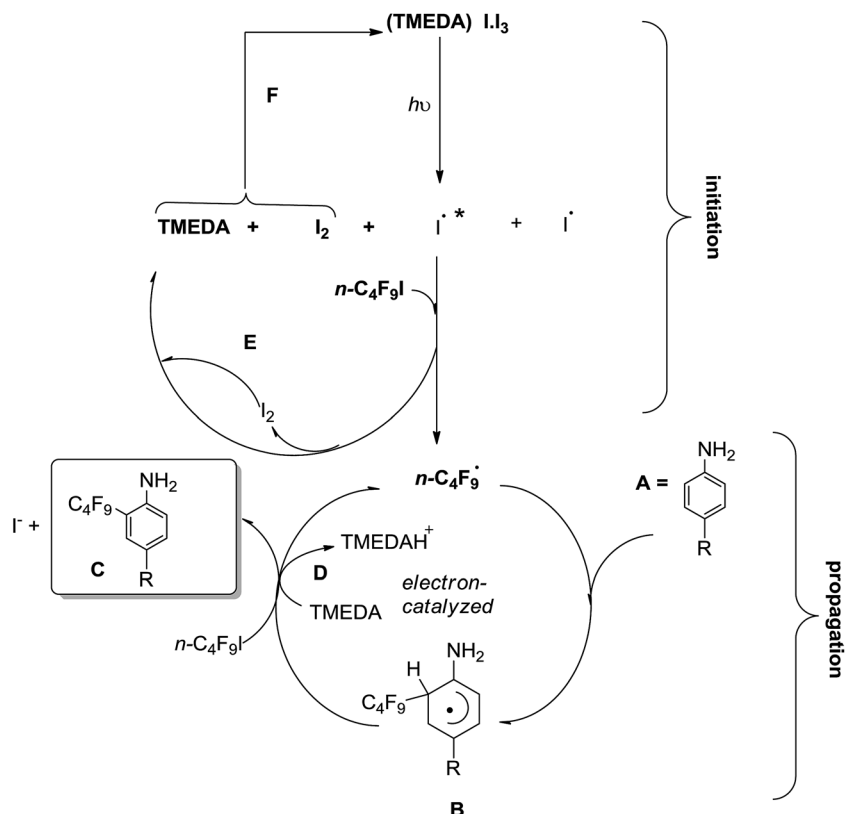 (TMEDA) I.I3
F
hυ
TMEDA + I2 + I•* + I•
initiation
n-C4F9I
E
I2
n-C4F9•
A =
NH2
R
I- +
NH2
C4F9
C
R
TMEDAH+
D
electron-
catalyzed
TMEDA
n-C4F9I
propagation
NH2
H
C4F9
•
R
B